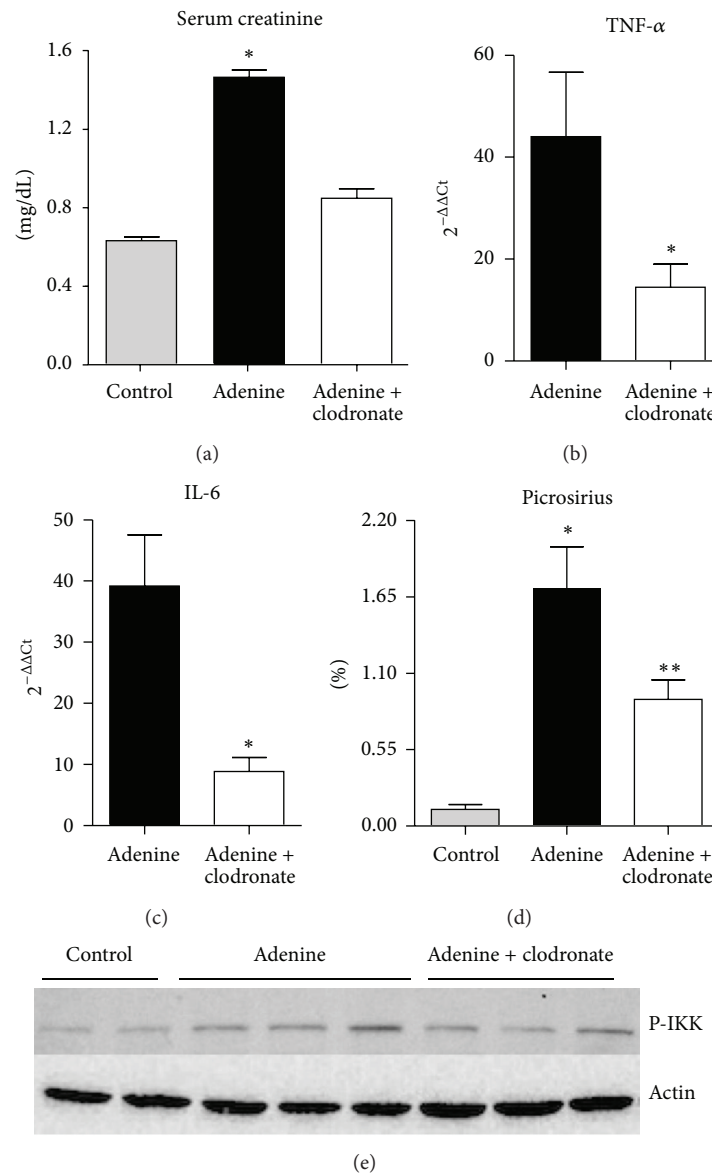 Serum creatinine
1.6
1.2
0.8
0.4
0.0
(mg/dL)
*
Control
Adenine
Adenine +
clodronate
(a)
TNF-α
60
40
20
0
2^−ΔΔCt
*
Adenine
Adenine +
clodronate
(b)
IL-6
50
40
30
20
10
0
2^−ΔΔCt
*
Adenine
Adenine +
clodronate
(c)
Picrosirius
2.20
1.65
1.10
0.55
0.00
(%)
*
**
Control
Adenine
Adenine +
clodronate
(d)
Control
Adenine
Adenine + clodronate
P-IKK
Actin
(e)